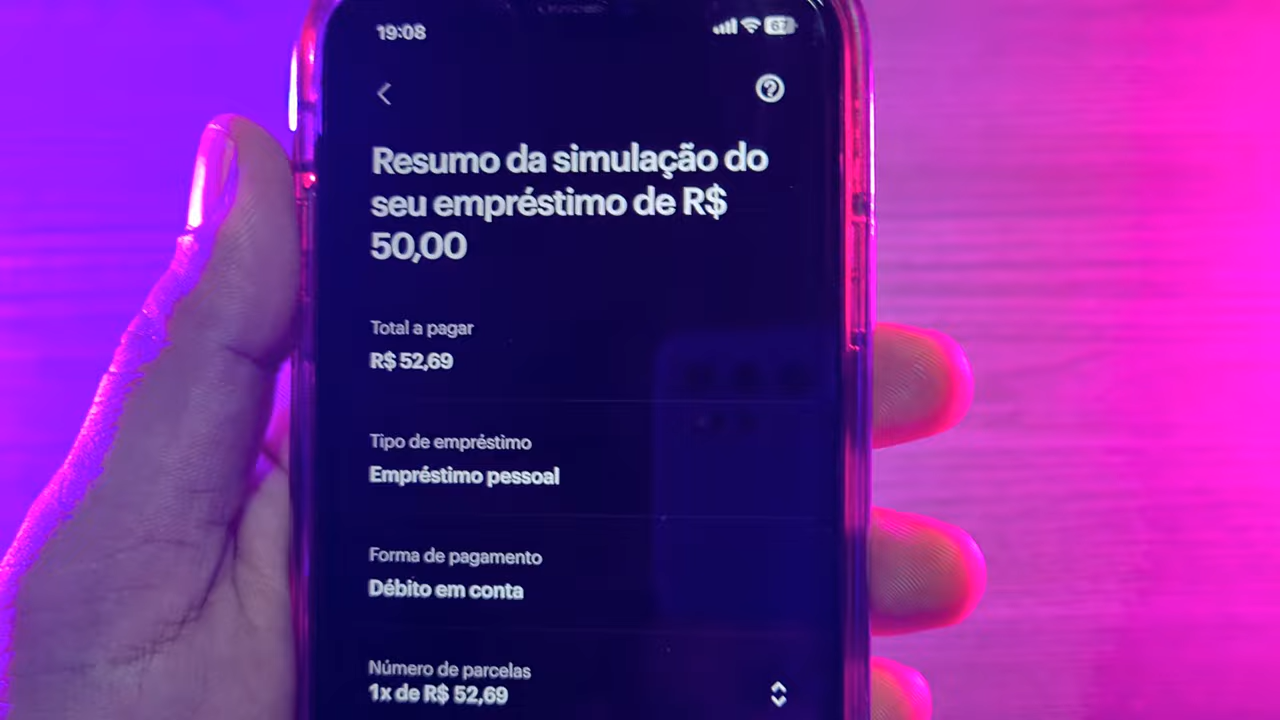 19:08
67
Resumo da simulação do
seu empréstimo de R$
50,00
Total a pagar
R$ 52,69
Tipo de empréstimo
Empréstimo pessoal
Forma de pagamento
Débito em conta
Número de parcelas
1x de R$ 52,69